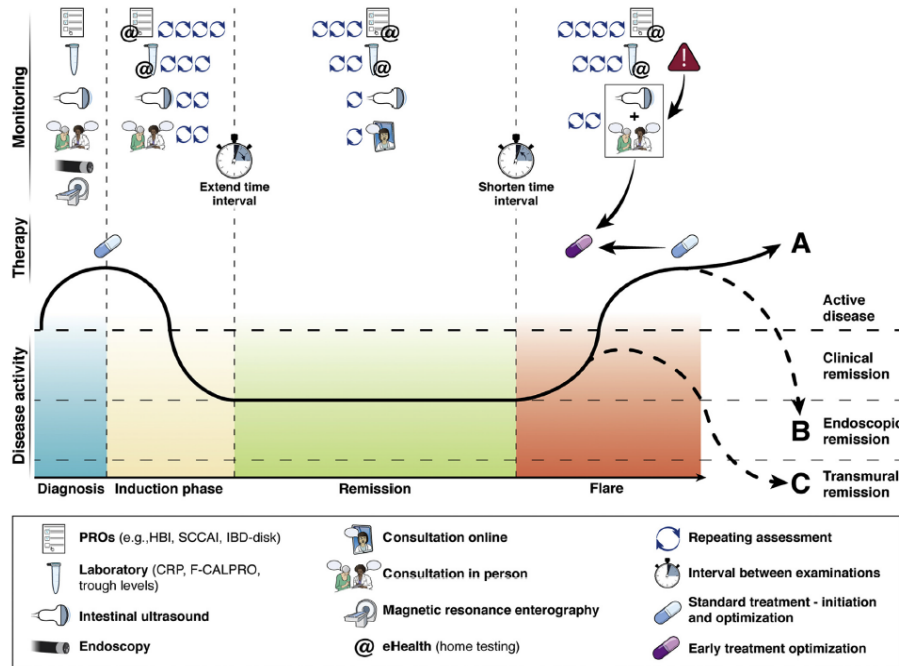 Monitoring
@
@
@
@
@
@
!
+
Extend time
interval
Shorten time
interval
Therapy
A
Active
disease
Clinical
remission
Disease activity
B
Endoscopic
remission
C
Transmural
remission
Diagnosis
Induction phase
Remission
Flare
PROs (e.g.,HBI, SCCAI, IBD-disk)
Laboratory (CRP, F-CALPRO,
trough levels)
Intestinal ultrasound
Endoscopy
Consultation online
Consultation in person
Magnetic resonance enterography
@ eHealth (home testing)
Repeating assessment
Interval between examinations
Standard treatment - initiation
and optimization
Early treatment optimization